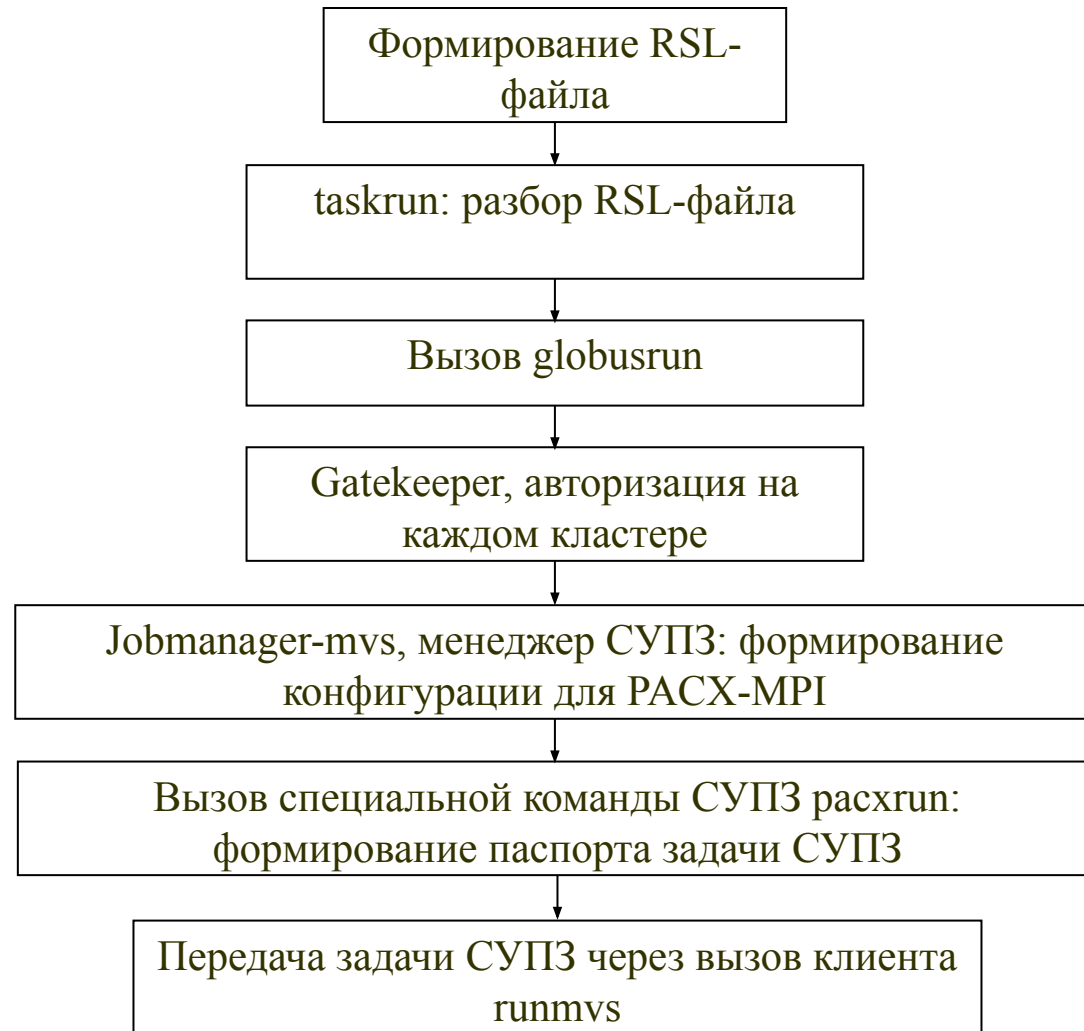 Формирование RSL-
файла
taskrun: разбор RSL-файла
Вызов globusrun
Gatekeeper, авторизация на
каждом кластере
Jobmanager-mvs, менеджер СУПЗ: формирование
конфигурации для PACX-MPI
Вызов специальной команды СУПЗ pacxrun:
формирование паспорта задачи СУПЗ
Передача задачи СУПЗ через вызов клиента
runmvs